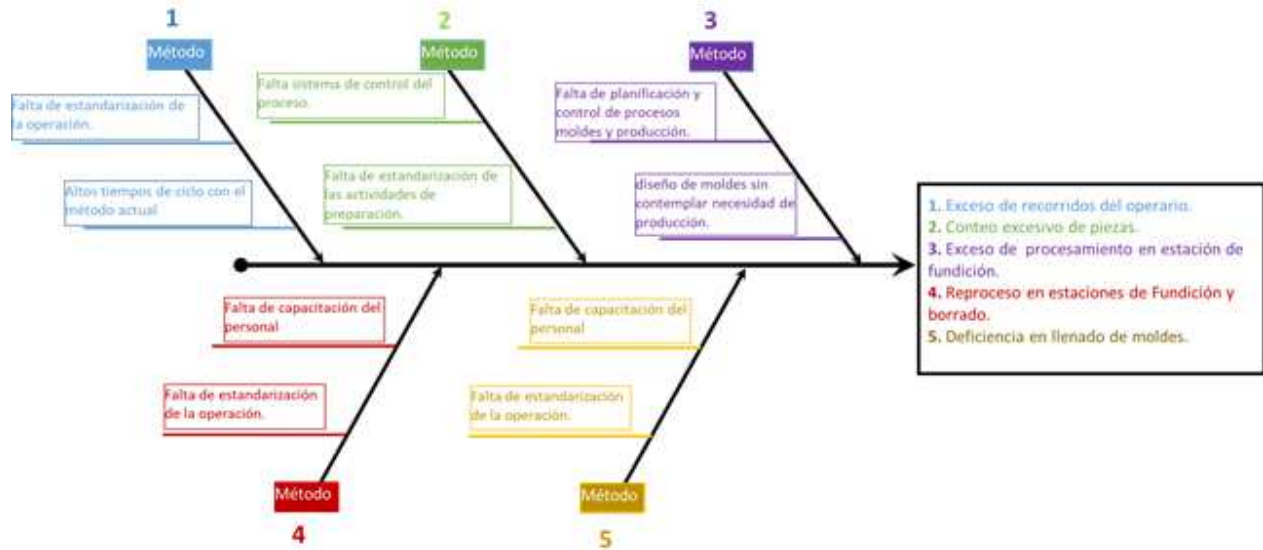 1
Método
Falta de estandarización de
la operación.
Altos tiempos de ciclo con el
método actual
2
Método
Falta sistema de control del
proceso.
Falta de estandarización de
las actividades de
preparación.
3
Método
Falta de planificación y
control de procesos
moldes y producción.
diseño de moldes sin
contemplar necesidad de
producción.
Falta de capacitación del
personal
Falta de estandarización
de la operación.
Método
4
Falta de capacitación del
personal
Falta de estandarización
de la operación.
Método
5
1. Exceso de recorridos del operario.
2. Conteo excesivo de piezas.
3. Exceso de procesamiento en estación de
fundición.
4. Reproceso en estaciones de Fundición y
borrado.
5. Deficiencia en llenado de moldes.